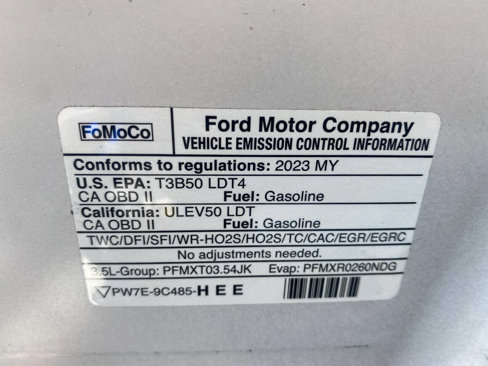 FoMoCo
Ford Motor Company
VEHICLE EMISSION CONTROL INFORMATION
Conforms to regulations: 2023 MY
U.S. EPA: T3B50 LDT4
CA OBD II Fuel: Gasoline
California: ULEV50 LDT
CA OBD II Fuel: Gasoline
TWC/DFI/SFI/WR-HO2S/HO2S/TC/CAC/EGR/EGRC
No adjustments needed.
3.5L-Group: PFMXT03.54JK Evap: PFMXR0260NDG
PW7E-9C485-HEE